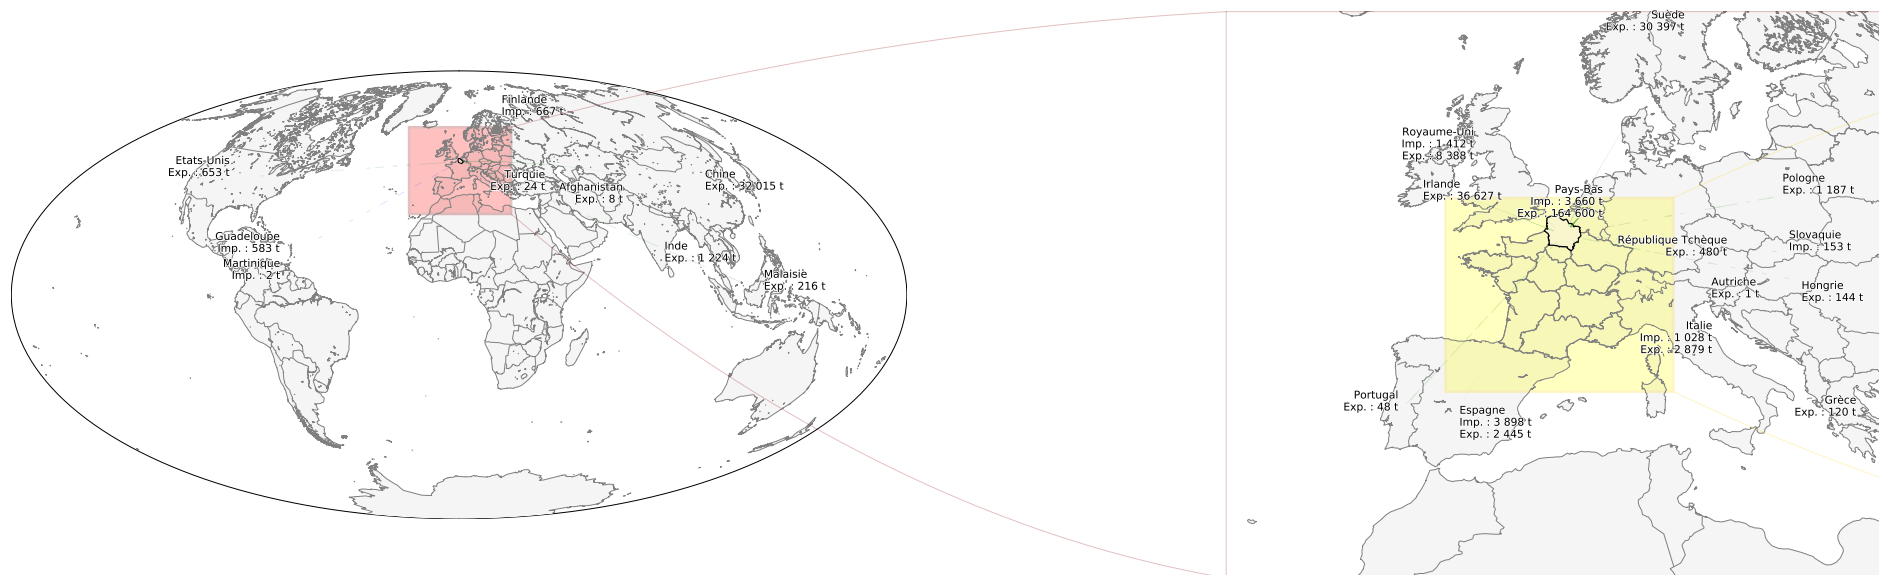 Finlande
Imp. : 667 t
Etats-Unis
Exp. : 653 t
Turquie
Exp. : 24 t
Afghanistan
Exp. : 8 t
Chine
Exp. : 32 015 t
Guadeloupe
Imp. : 583 t
Martinique
Imp. : 2 t
Inde
Exp. : 1 224 t
Malaisie
Exp. : 216 t
Suède
Exp. : 30 397 t
Royaume-Uni
Imp. : 1 412 t
Exp. : 8 388 t
Irlande
Exp. : 36 627 t
Pays-Bas
Imp. : 3 660 t
Exp. : 164 600 t
Pologne
Exp. : 1 187 t
République Tchèque
Exp. : 480 t
Slovaquie
Imp. : 153 t
Autriche
Exp. : 1 t
Hongrie
Exp. : 144 t
Italie
Imp. : 1 028 t
Exp. : 2 879 t
Portugal
Exp. : 48 t
Espagne
Imp. : 3 898 t
Exp. : 2 445 t
Grèce
Exp. : 120 t